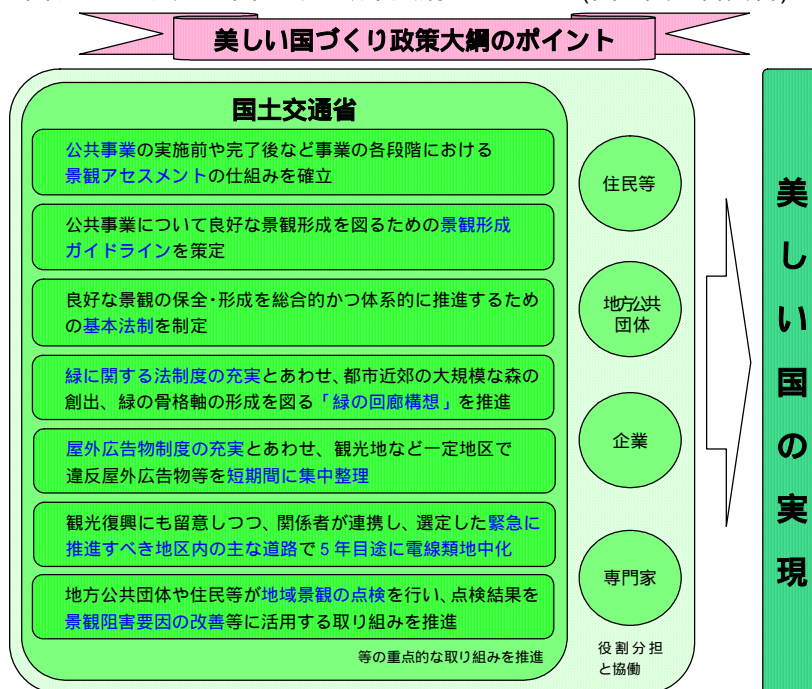 美しい国づくり政策大綱のポイント
国土交通省
公共事業の実施前や完了後など事業の各段階における
景観アセスメントの仕組みを確立
公共事業について良好な景観形成を図るための景観形成
ガイドラインを策定
良好な景観の保全・形成を総合的かつ体系的に推進するため
の基本法制を制定
緑に関する法制度の充実とあわせ、都市近郊の大規模な森の
創出、緑の骨格軸の形成を図る「緑の回廊構想」を推進
屋外広告物制度の充実とあわせ、観光地など一定地区で
違反屋外広告物等を短期間に集中整理
観光復興にも留意しつつ、関係者が連携し、選定した緊急に
推進すべき地区内の主な道路で5年目途に電線類地中化
地方公共団体や住民等が地域景観の点検を行い、点検結果を
景観阻害要因の改善等に活用する取り組みを推進
等の重点的な取り組みを推進
住民等
地方公共
団体
企業
専門家
役割分担
と協働
美しい国の実現